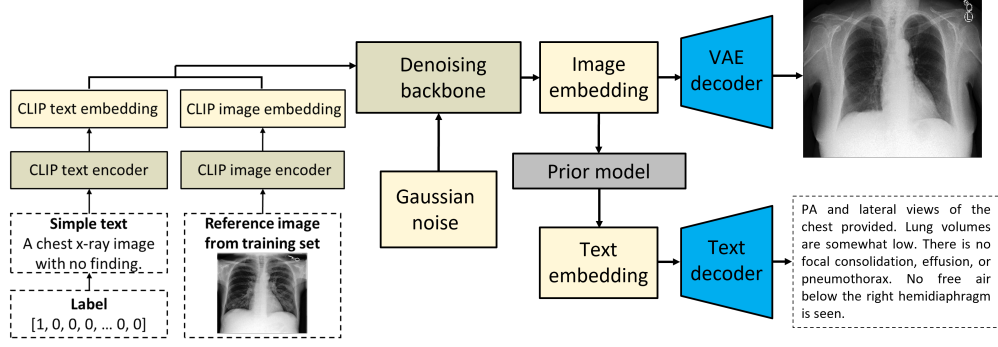 CLIP text embedding
CLIP image embedding
CLIP text encoder
CLIP image encoder
Simple text
A chest x-ray image
with no finding.
Label
[1, 0, 0, 0, ... 0, 0]
Reference image
from training set
Denoising
backbone
Gaussian
noise
Image
embedding
VAE
decoder
Prior model
Text
embedding
Text
decoder
PA and lateral views of the
chest provided. Lung volumes
are somewhat low. There is no
focal consolidation, effusion, or
pneumothorax. No free air
below the right hemidiaphragm
is seen.